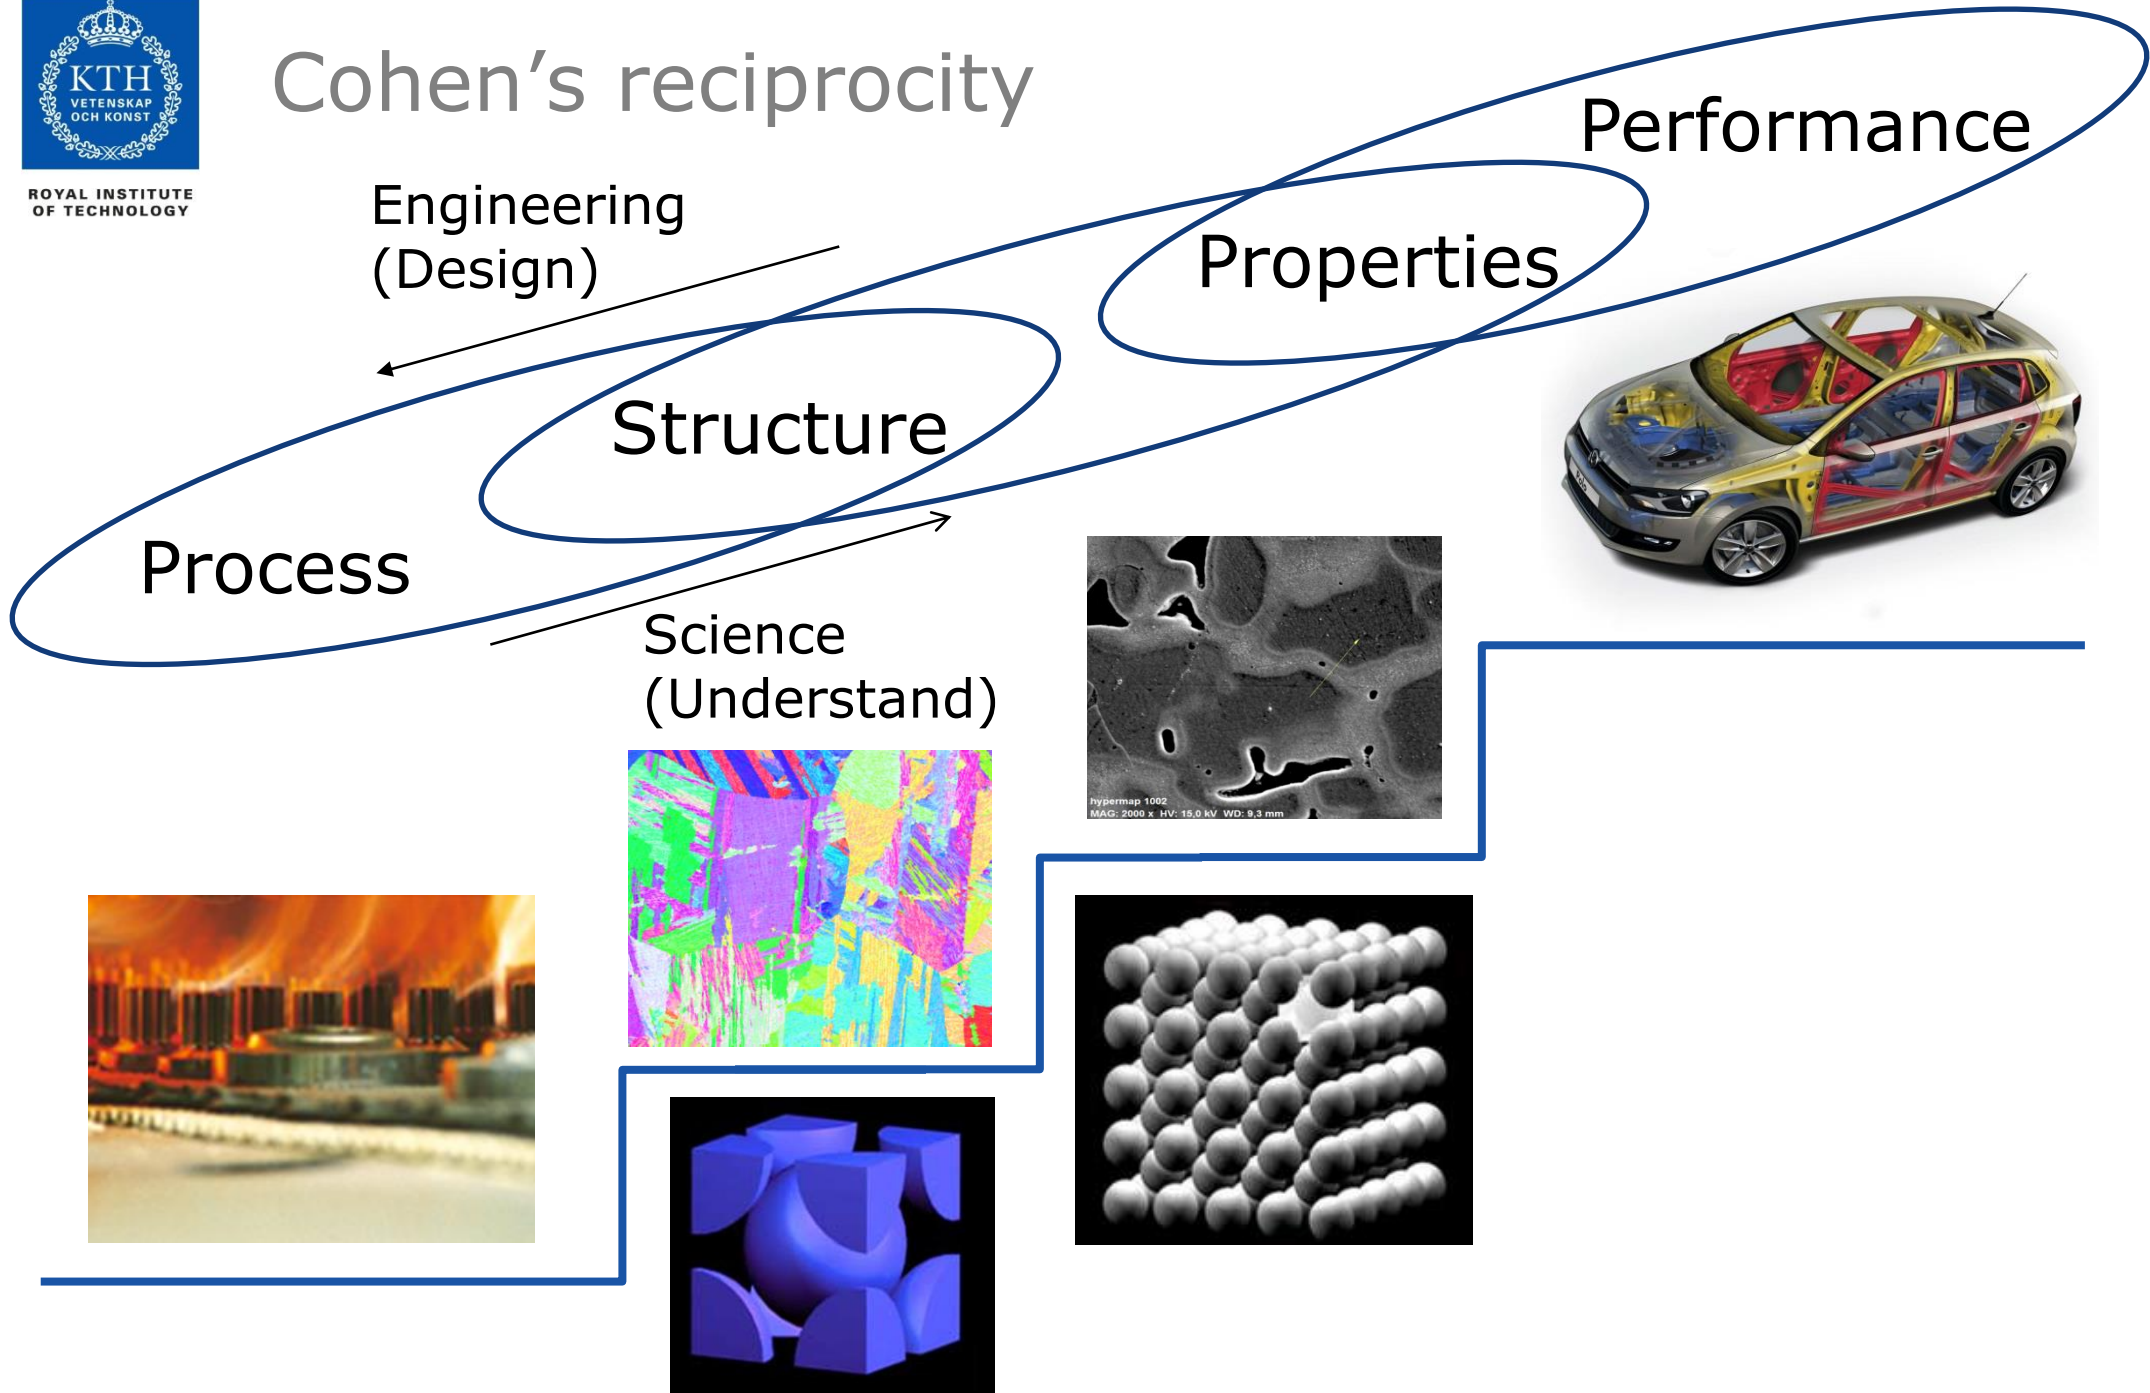 KTH
VETENSKAP
OCH KONST
ROYAL INSTITUTE
OF TECHNOLOGY
Cohen’s reciprocity
Performance
Engineering
(Design)
Properties
Structure
Process
Science
(Understand)
Polo
hypermap 1002
MAG: 2000 x HV: 15,0 kV WD: 9,3 mm